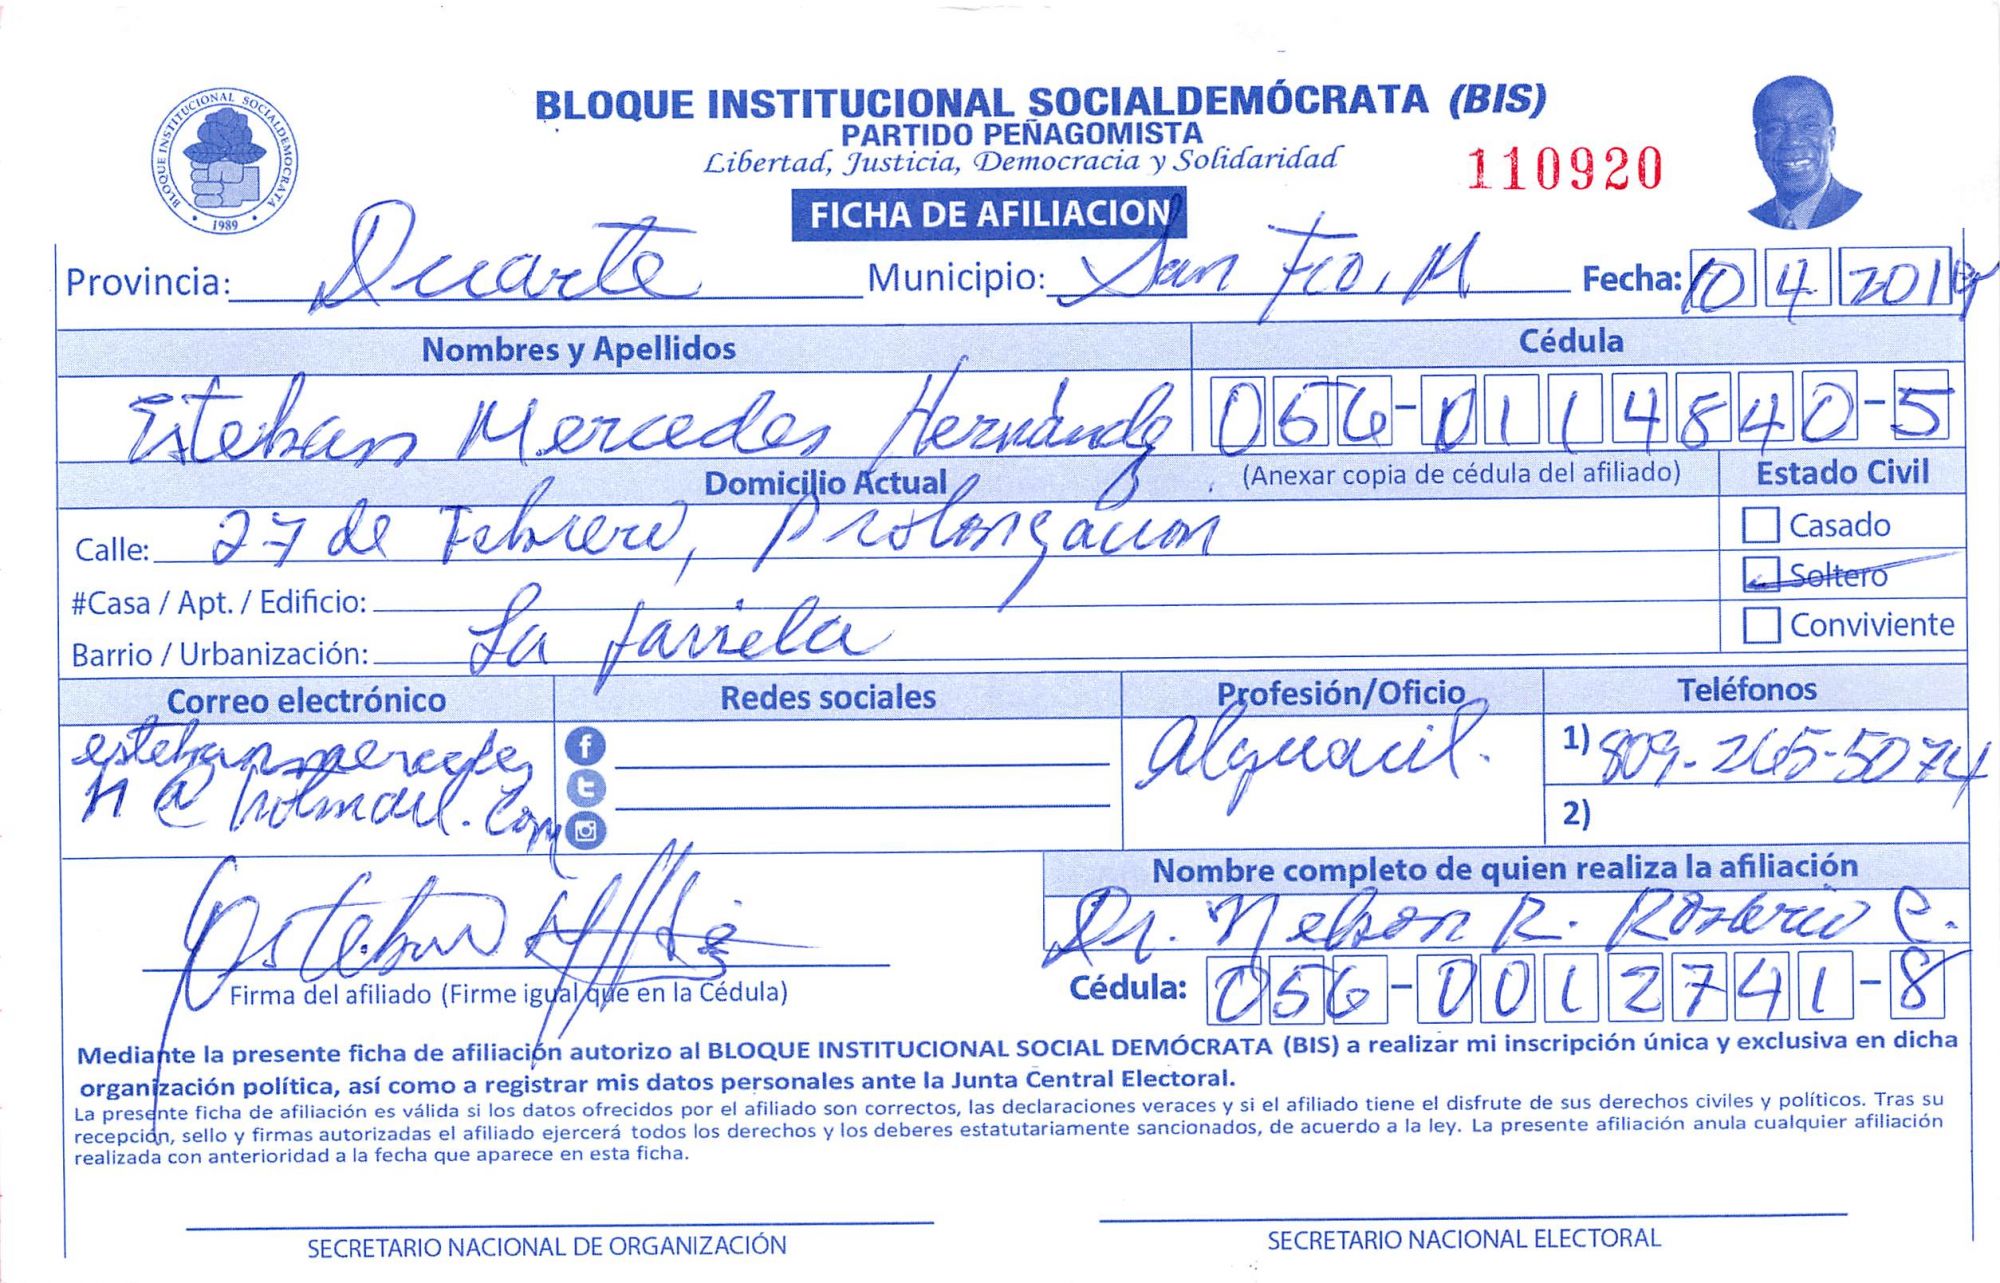 BLOQUE INSTITUCIONAL SOCIALDEMÓCRATA (BIS)
PARTIDO PEÑAGOMISTA
Libertad, Justicia, Democracia y Solidaridad
110920
BLOQUE INSTITUCIONAL SOCIALDEMOCRATA
1989
FICHA DE AFILIACION
Provincia: Duarte Municipio: San Fco. M Fecha: 10 4 2019
Nombres y Apellidos Cédula
Esteban Mercedes Hernández 056-0114840-5
Domicilio Actual (Anexar copia de cédula del afiliado) Estado Civil
Calle: 27 de Febrero, Prolongación Casado
#Casa / Apt. / Edificio: Soltero
Barrio / Urbanización: La Conviviente
Correo electrónico Redes sociales Profesión/Oficio Teléfonos
estebanmercedes Alguacil. 1) 809-265-5074
h@hotmail.com 2)
Nombre completo de quien realiza la afiliación
Dr. Nelson R. Rosario C.
Firma del afiliado (Firme igual que en la Cédula) Cédula: 056-0012741-8
Mediante la presente ficha de afiliación autorizo al BLOQUE INSTITUCIONAL SOCIAL DEMÓCRATA (BIS) a realizar mi inscripción única y exclusiva en dicha
organización política, así como a registrar mis datos personales ante la Junta Central Electoral.
La presente ficha de afiliación es válida si los datos ofrecidos por el afiliado son correctos, las declaraciones veraces y si el afiliado tiene el disfrute de sus derechos civiles y políticos. Tras su
recepción, sello y firmas autorizadas el afiliado ejercerá todos los derechos y los deberes estatutariamente sancionados, de acuerdo a la ley. La presente afiliación anula cualquier afiliación
realizada con anterioridad a la fecha que aparece en esta ficha.
SECRETARIO NACIONAL DE ORGANIZACIÓN SECRETARIO NACIONAL ELECTORAL